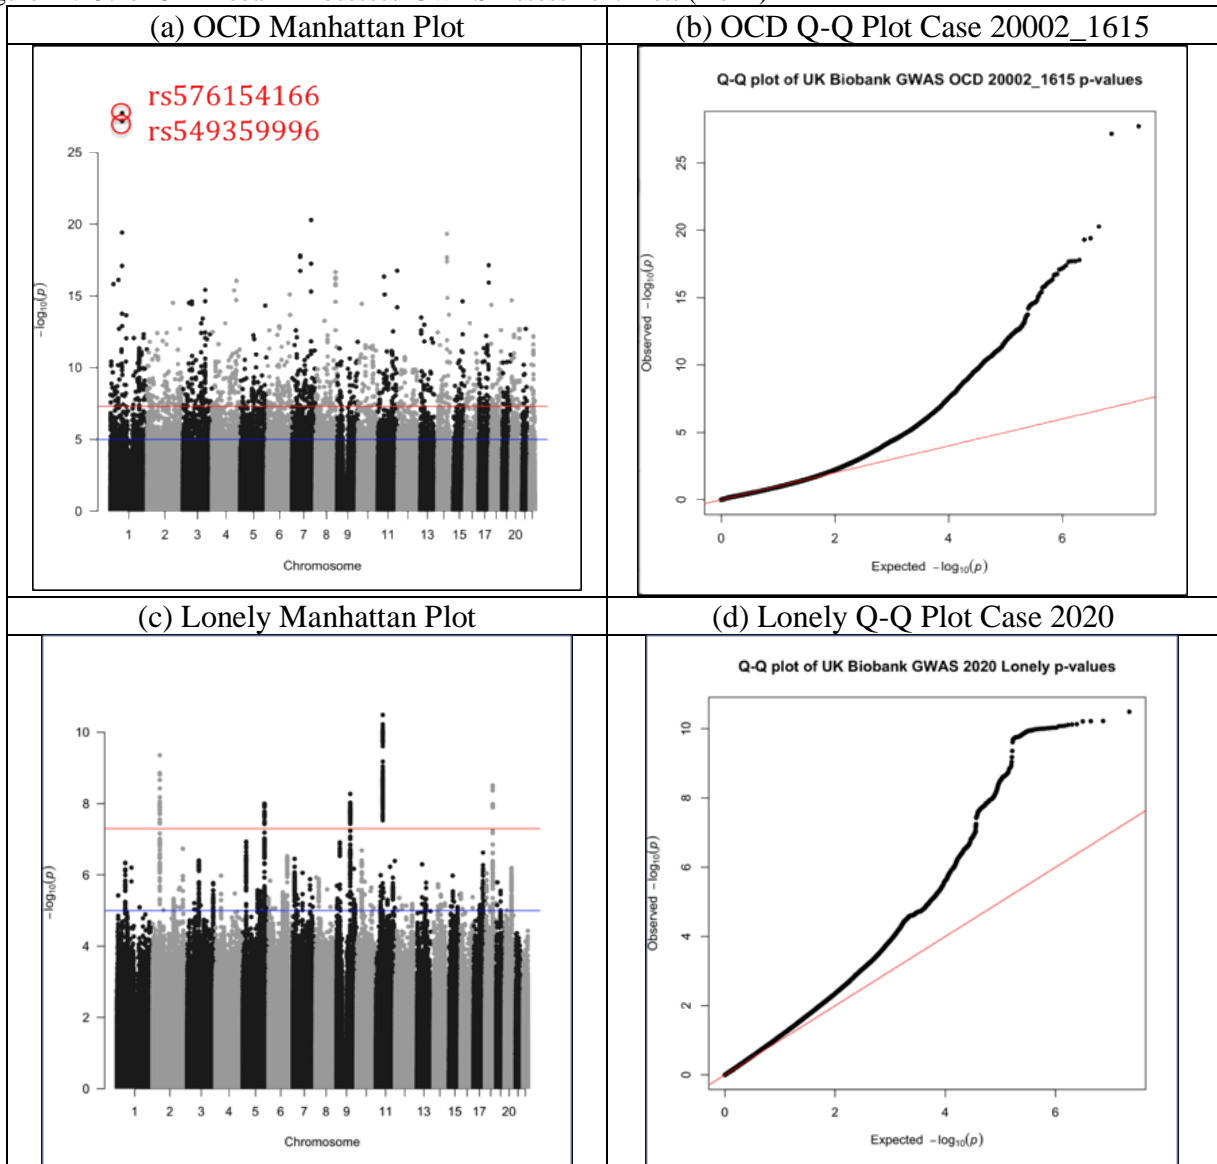 (a) OCD Manhattan Plot
(b) OCD Q-Q Plot Case 20002_1615
rs576154166
rs549359996
25
20
15
10
5
0
-log10(p)
1 2 3 4 5 6 7 8 9 11 13 15 17 20
Chromosome
Q-Q plot of UK Biobank GWAS OCD 20002_1615 p-values
25
20
15
10
5
0
Observed -log10(p)
0 2 4 6
Expected -log10(p)
(c) Lonely Manhattan Plot
(d) Lonely Q-Q Plot Case 2020
10
8
6
4
2
0
-log10(p)
1 2 3 4 5 6 7 8 9 11 13 15 17 20
Chromosome
Q-Q plot of UK Biobank GWAS 2020 Lonely p-values
10
8
6
4
2
0
Observed -log10(p)
0 2 4 6
Expected -log10(p)